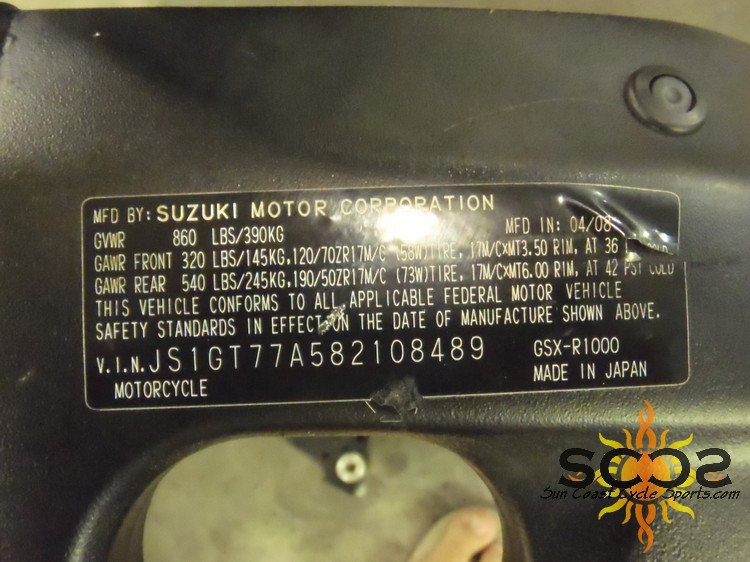 MFD BY: SUZUKI MOTOR CORPORATION
GVWR 860 LBS/390KG MFD IN: 04/08
GAWR FRONT 320 LBS/145KG,120/70ZR17M/C (58W)TIRE, 17M/CXMT3.50 RIM, AT 36
GAWR REAR 540 LBS/245KG,190/50ZR17M/C (73W)TIRE, 17M/CXMT6.00 RIM, AT 42 PSI COLD
THIS VEHICLE CONFORMS TO ALL APPLICABLE FEDERAL MOTOR VEHICLE
SAFETY STANDARDS IN EFFECT ON THE DATE OF MANUFACTURE SHOWN ABOVE.
V.I.N. JS1GT77A582108489 GSX-R1000
MOTORCYCLE MADE IN JAPAN
SCCS
Sun Coast Cycle Sports.com